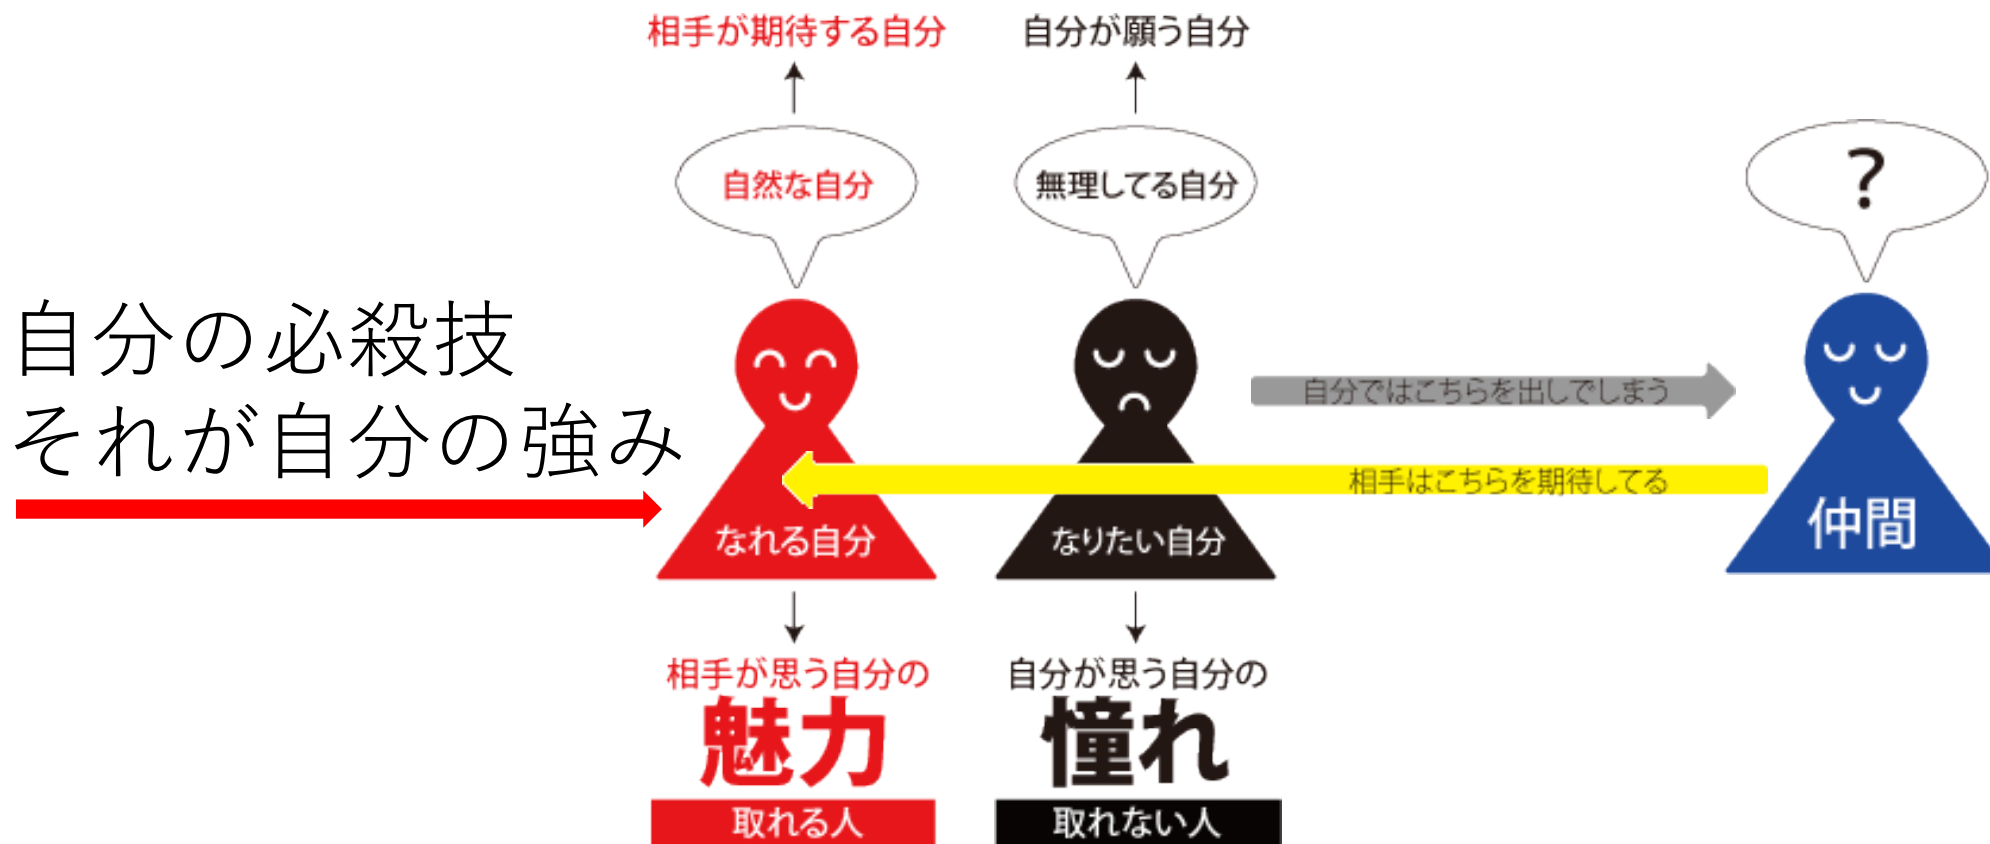 相手が期待する自分
自分が願う自分
自然な自分
無理してる自分
?
自分の必殺技
それが自分の強み
自分ではこちらを出しでしまう
相手はこちらを期待してる
なれる自分
なりたい自分
仲間
相手が思う自分の
魅力
取れる人
自分が思う自分の
憧れ
取れない人